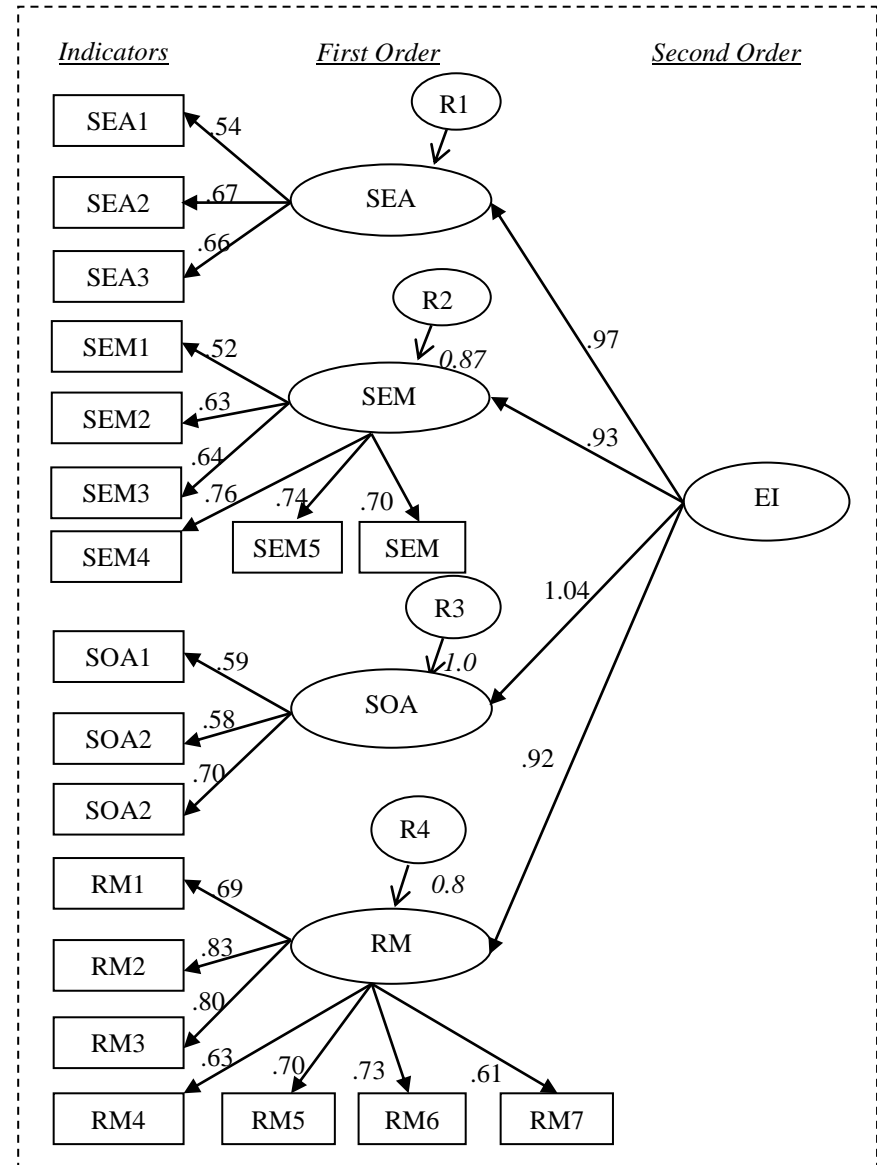 Indicators First Order Second Order
R1
SEA1
.54
SEA2
.67
SEA
SEA3
.66
R2
.97
SEM1
.52
0.87
SEM
SEM2
.63
.93
SEM3
.64
EI
SEM4
.76
.74
.70
SEM5
SEM
1.04
R3
SOA1
.59
1.0
SOA
SOA2
.58
SOA2
.70
.92
R4
RM1
.69
0.8
RM
RM2
.83
RM3
.80
.63
.70
.73
.61
RM4
RM5
RM6
RM7